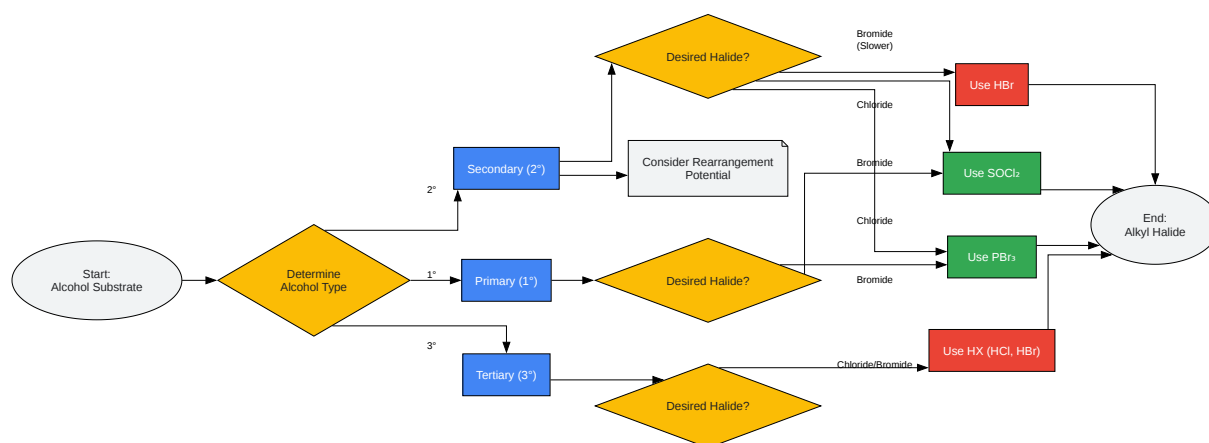 Bromide
(Slower)
Desired Halide?
Use HBr
Chloride
Consider Rearrangement
Potential
Secondary (2°)
Bromide
Use SOCl₂
2°
Chloride
End:
Alkyl Halide
Use PBr₃
Start:
Alcohol Substrate
Determine
Alcohol Type
1°
Primary (1°)
Desired Halide?
Bromide
3°
Use HX (HCl, HBr)
Chloride/Bromide
Tertiary (3°)
Desired Halide?